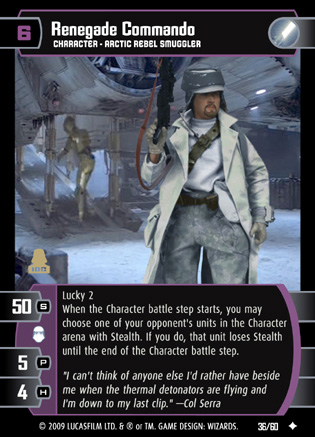 6
Renegade Commando
CHARACTER • ARCTIC REBEL SMUGGLER
50 S
5 P
4 H
Lucky 2
When the Character battle step starts, you may
choose one of your opponent's units in the Character
arena with Stealth. If you do, that unit loses Stealth
until the end of the Character battle step.
"I can't think of anyone else I'd rather have beside
me when the thermal detonators are flying and
I'm down to my last clip." —Col Serra
© 2009 LUCASFILM LTD. & ® or TM. GAME DESIGN: WIZARDS.
36/60